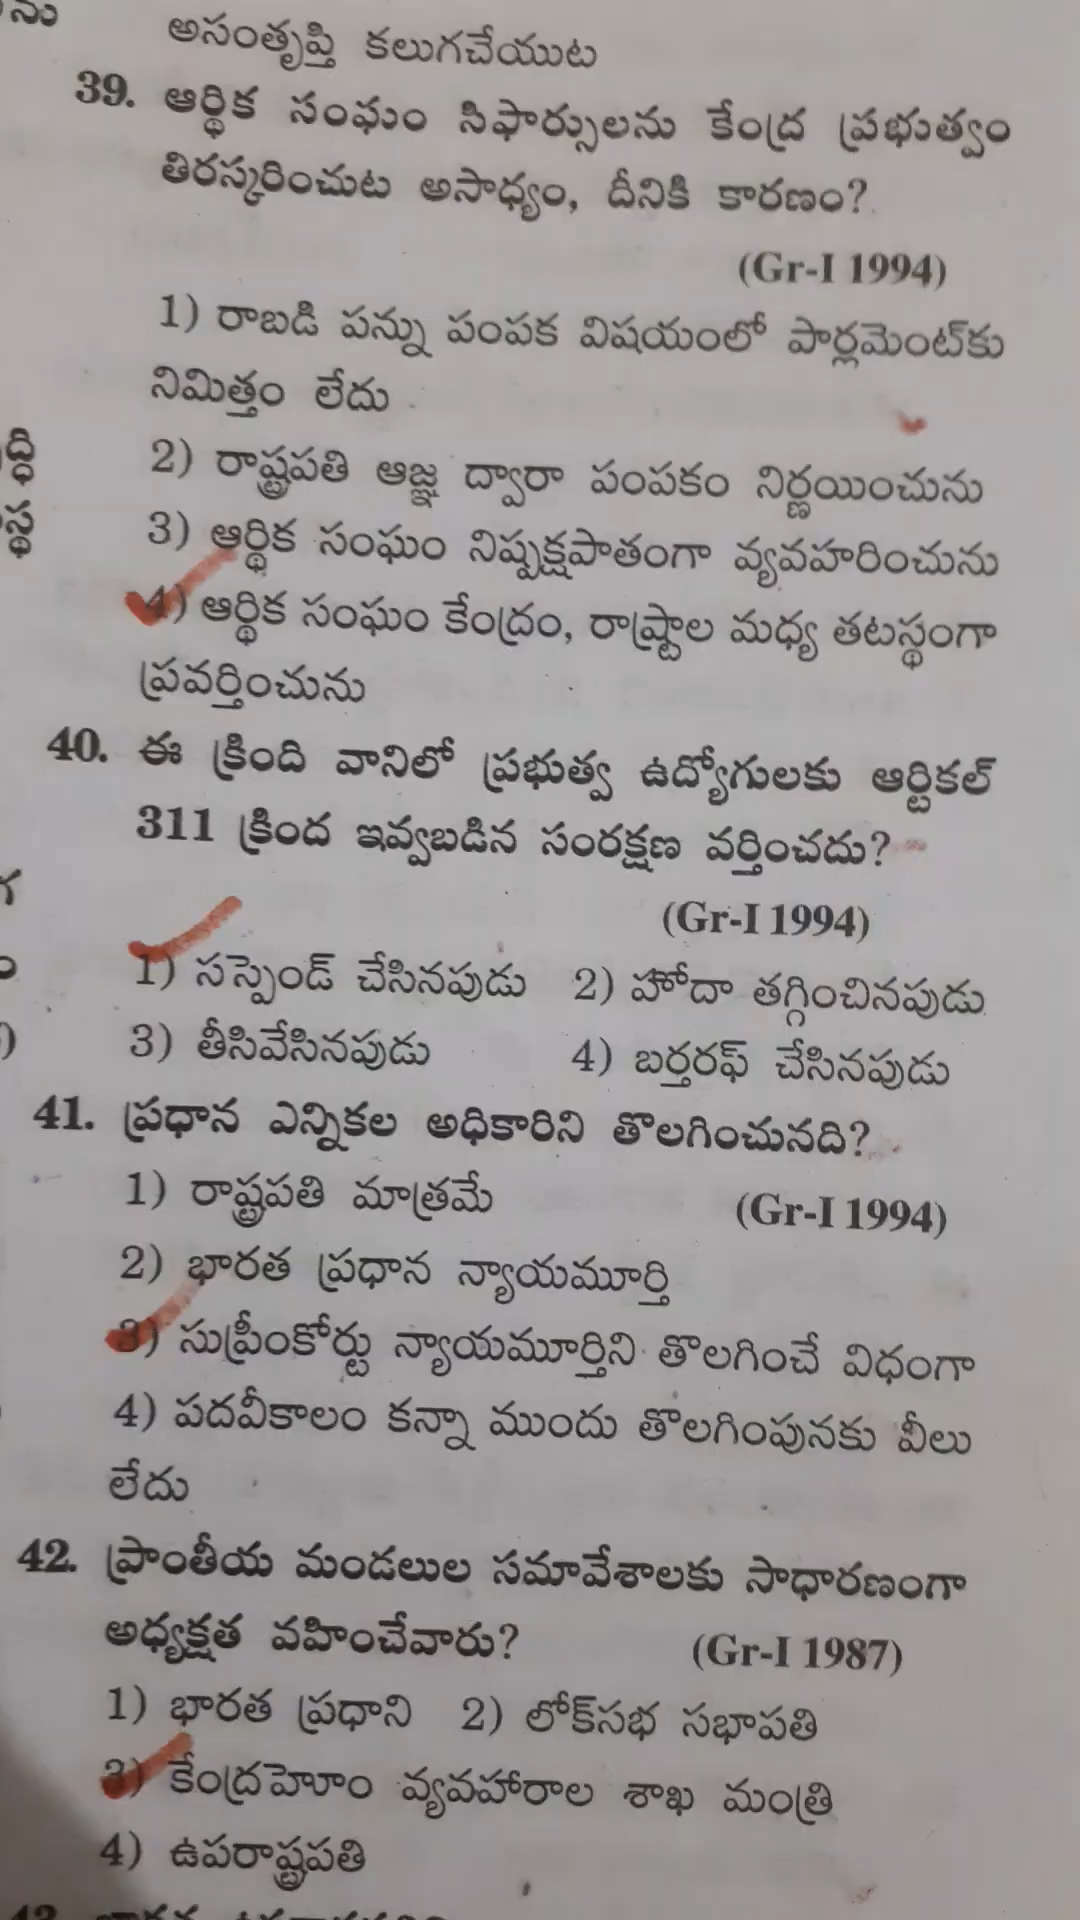 ను
అసంతృప్తి కలుగచేయుట
39. ఆర్థిక సంఘం సిఫార్సులను కేంద్ర ప్రభుత్వం
తిరస్కరించుట అసాధ్యం, దీనికి కారణం?
(Gr-I 1994)
1) రాబడి పన్ను పంపక విషయంలో పార్లమెంట్‌కు
నిమిత్తం లేదు
2) రాష్ట్రపతి ఆజ్ఞ ద్వారా పంపకం నిర్ణయించును
3) ఆర్థిక సంఘం నిష్పక్షపాతంగా వ్యవహరించును
4) ఆర్థిక సంఘం కేంద్రం, రాష్ట్రాల మధ్య తటస్థంగా
ప్రవర్తించును
40. ఈ క్రింది వానిలో ప్రభుత్వ ఉద్యోగులకు ఆర్టికల్
311 క్రింద ఇవ్వబడిన సంరక్షణ వర్తించదు?
(Gr-I 1994)
1) సస్పెండ్ చేసినపుడు 2) హోదా తగ్గించినపుడు
3) తీసివేసినపుడు 4) బర్తరఫ్ చేసినపుడు
41. ప్రధాన ఎన్నికల అధికారిని తొలగించునది?
1) రాష్ట్రపతి మాత్రమే (Gr-I 1994)
2) భారత ప్రధాన న్యాయమూర్తి
3) సుప్రీంకోర్టు న్యాయమూర్తిని తొలగించే విధంగా
4) పదవీకాలం కన్నా ముందు తొలగింపునకు వీలు
లేదు
42. ప్రాంతీయ మండలుల సమావేశాలకు సాధారణంగా
అధ్యక్షత వహించేవారు? (Gr-I 1987)
1) భారత ప్రధాని 2) లోక్‌సభ సభాపతి
3) కేంద్రహెూం వ్యవహారాల శాఖ మంత్రి
4) ఉపరాష్ట్రపతి